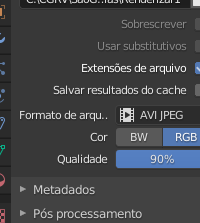 Sobrescrever
Usar substitutivos
Extensões de arquivo
Salvar resultados do cache
Formato de arqu.. AVI JPEG
Cor BW RGB
Qualidade 90%
Metadados
Pós processamento